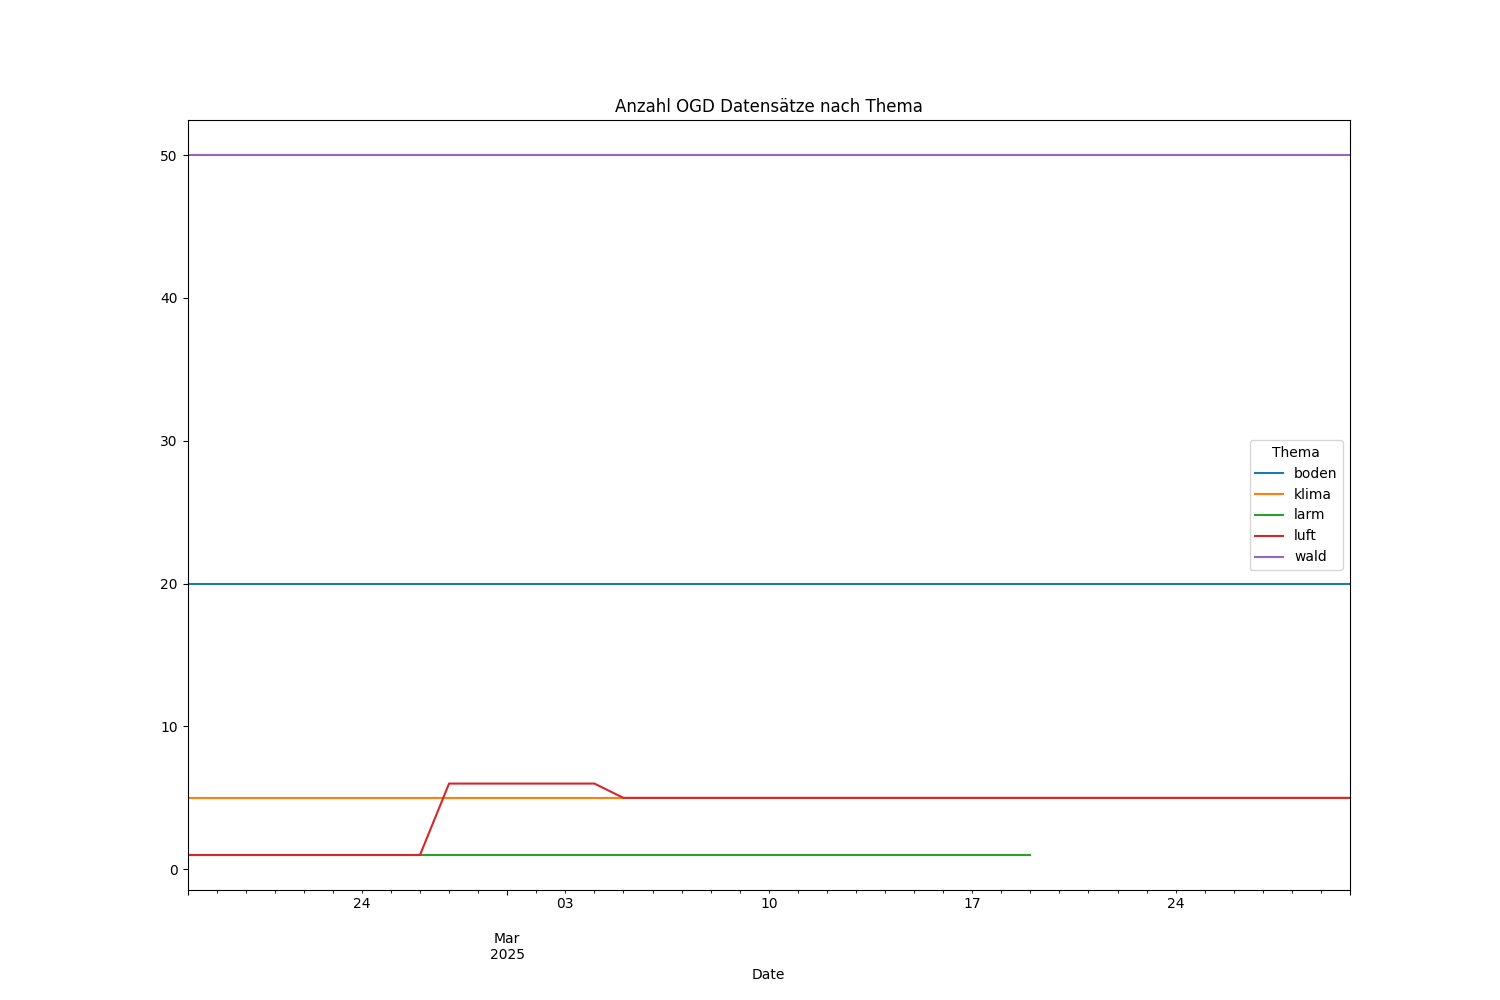 Anzahl OGD Datensätze nach Thema
50
40
30
20
10
0
Thema
boden
klima
larm
luft
wald
24
03
10
17
24
Mar
2025
Date